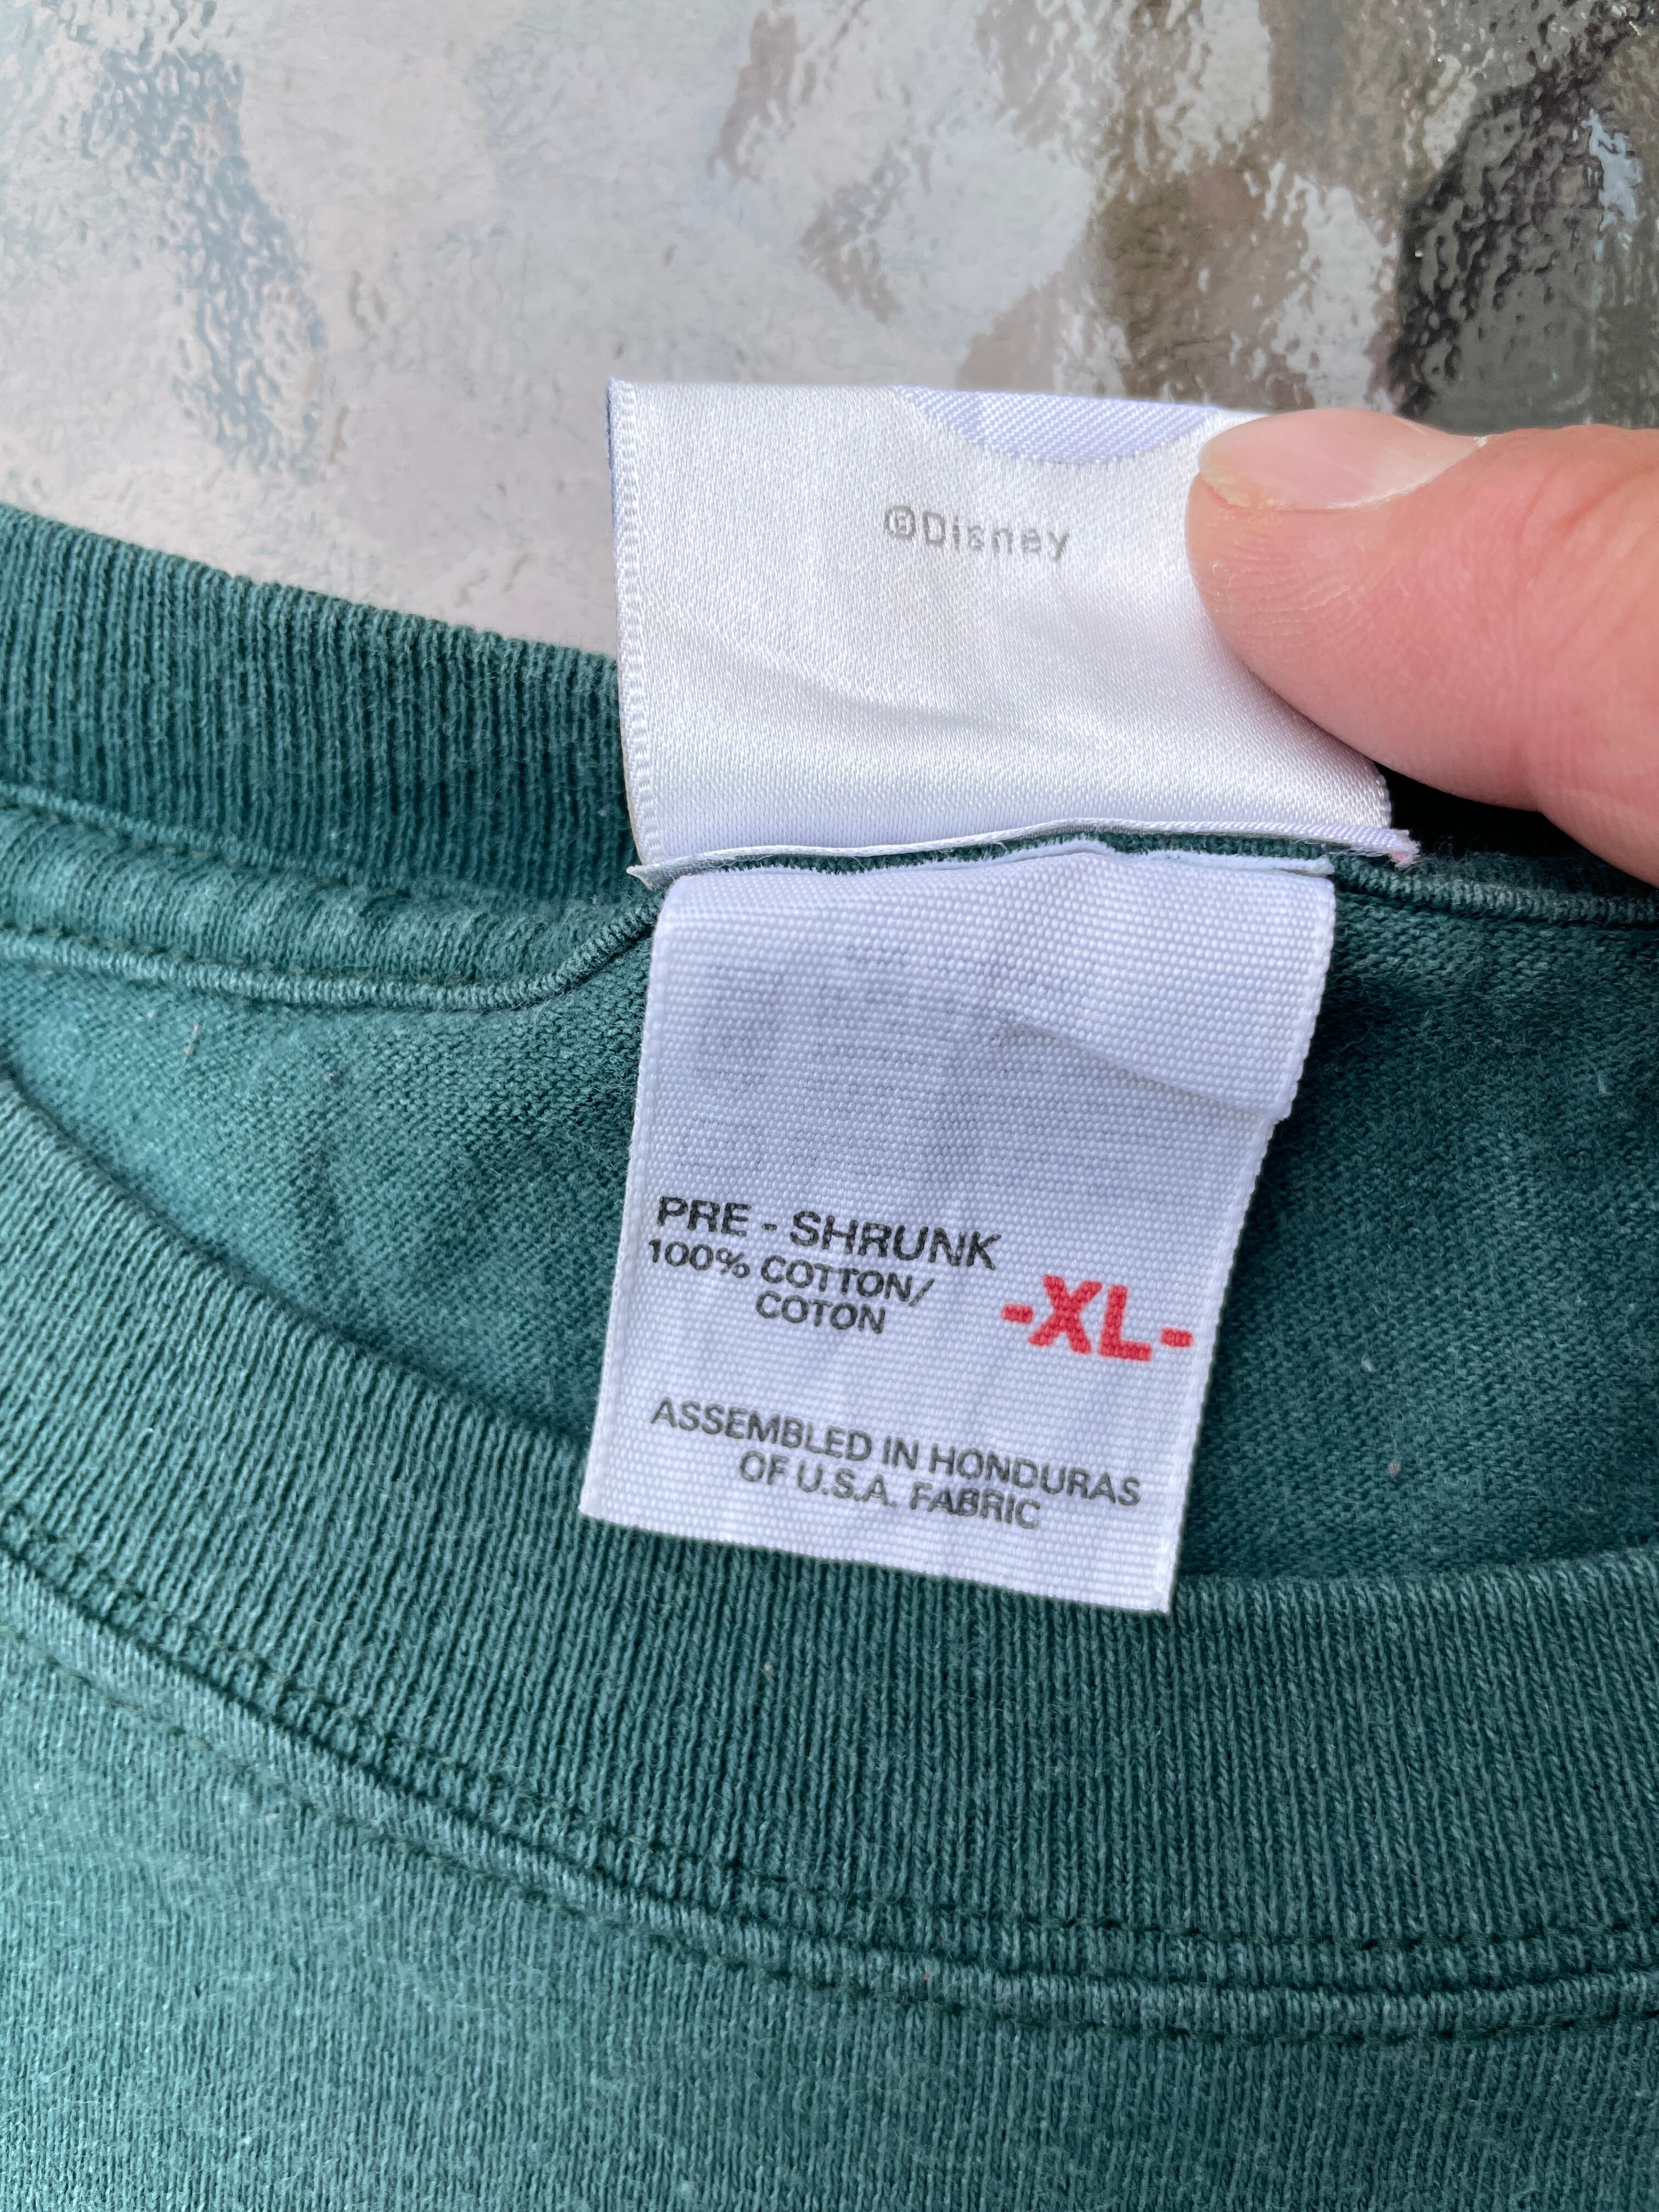 ©Disney
PRE - SHRUNK
100% COTTON/
COTON
-XL-
ASSEMBLED IN HONDURAS
OF U.S.A. FABRIC